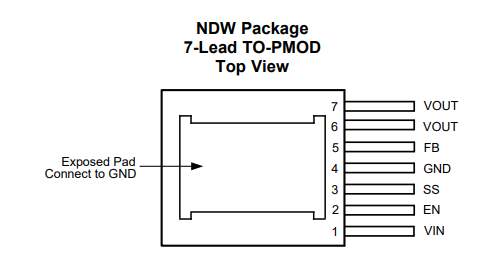 NDW Package
7-Lead TO-PMOD
Top View
7 VOUT
6 VOUT
5 FB
Exposed Pad
Connect to GND
4 GND
3 SS
2 EN
1 VIN